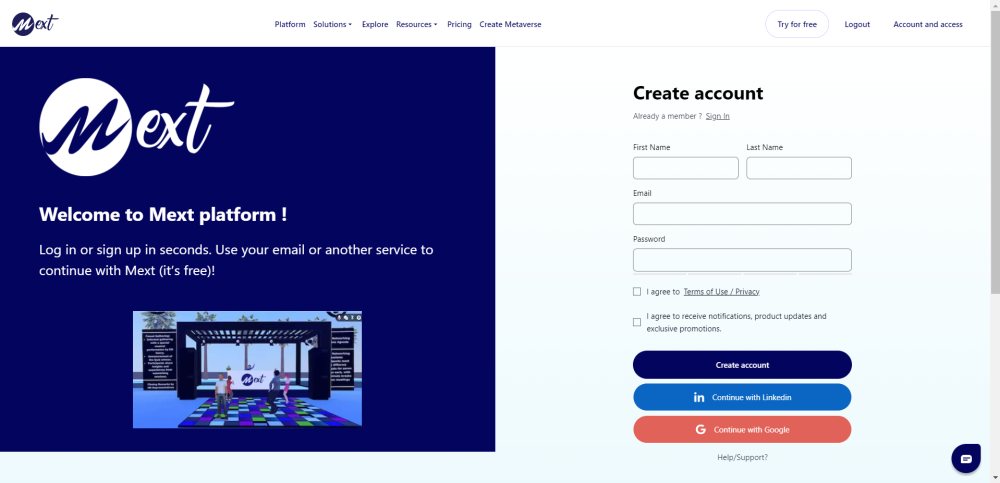 Mext
Platform Solutions Explore Resources Pricing Create Metaverse
Try for free Logout Account and access
Mext
Welcome to Mext platform !
Log in or sign up in seconds. Use your email or another service to
continue with Mext (it's free)!
Mext
Create account
Already a member ? Sign In
First Name Last Name
Email
Password
I agree to Terms of Use / Privacy
I agree to receive notifications, product updates and
exclusive promotions.
Create account
in Continue with Linkedin
G Continue with Google
Help/Support?